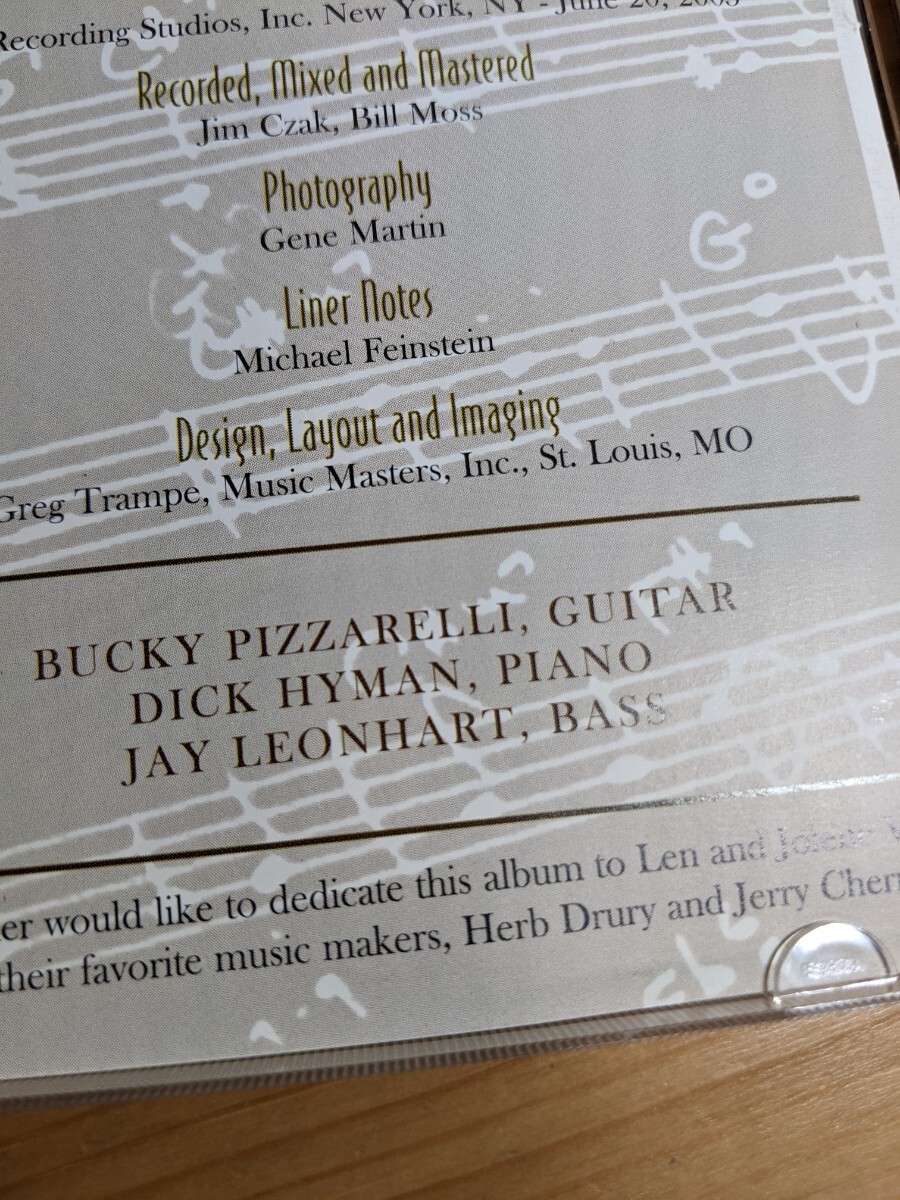 Recording Studios, Inc. New York, NY - June 20, 2003
Recorded, Mixed and Mastered
Jim Czak, Bill Moss
Photography
Gene Martin
Liner Notes
Michael Feinstein
Design, Layout and Imaging
Greg Trampe, Music Masters, Inc., St. Louis, MO
G°
BUCKY PIZZARELLI, GUITAR
DICK HYMAN, PIANO
JAY LEONHART, BASS
er would like to dedicate this album to Len and
their favorite music makers, Herb Drury and Jerry Cher